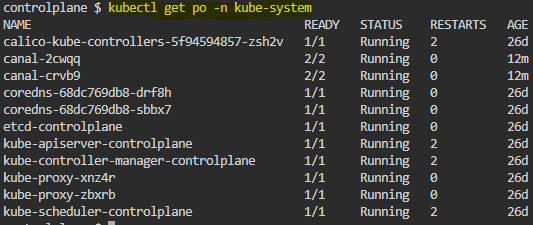 controlplane $ kubectl get po -n kube-system
NAME READY STATUS RESTARTS AGE
calico-kube-controllers-5f94594857-zsh2v 1/1 Running 2 26d
canal-2cwqq 2/2 Running 0 12m
canal-crvb9 2/2 Running 0 12m
coredns-68dc769db8-drf8h 1/1 Running 0 26d
coredns-68dc769db8-sbbx7 1/1 Running 0 26d
etcd-controlplane 1/1 Running 0 26d
kube-apiserver-controlplane 1/1 Running 2 26d
kube-controller-manager-controlplane 1/1 Running 2 26d
kube-proxy-xnz4r 1/1 Running 0 26d
kube-proxy-zbxrb 1/1 Running 0 26d
kube-scheduler-controlplane 1/1 Running 2 26d
controlplane $